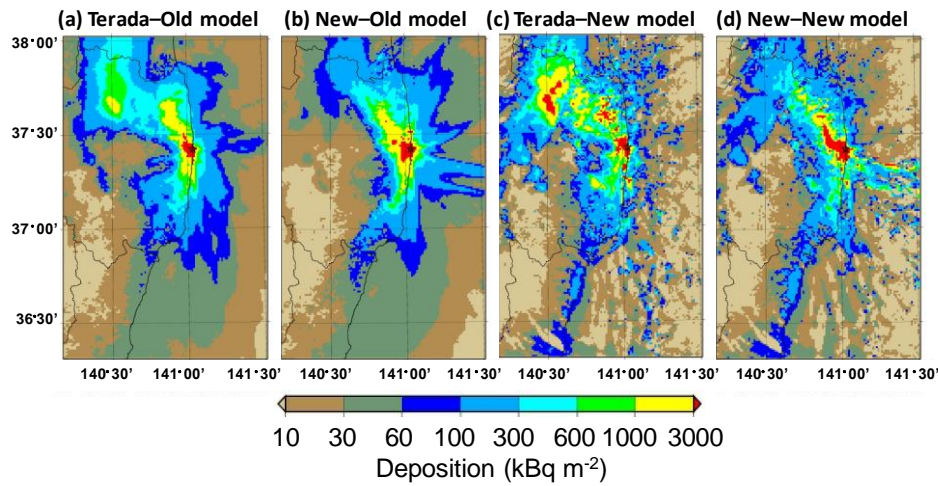 (a) Terada–Old model (b) New–Old model (c) Terada–New model (d) New–New model
38°00’
37°30’
37°00’
36°30’
140°30’ 141°00’ 141°30’ 140°30’ 141°00’ 141°30’ 140°30’ 141°00’ 141°30’ 140°30’ 141°00’ 141°30’
10 30 60 100 300 600 1000 3000
Deposition (kBq m-2)